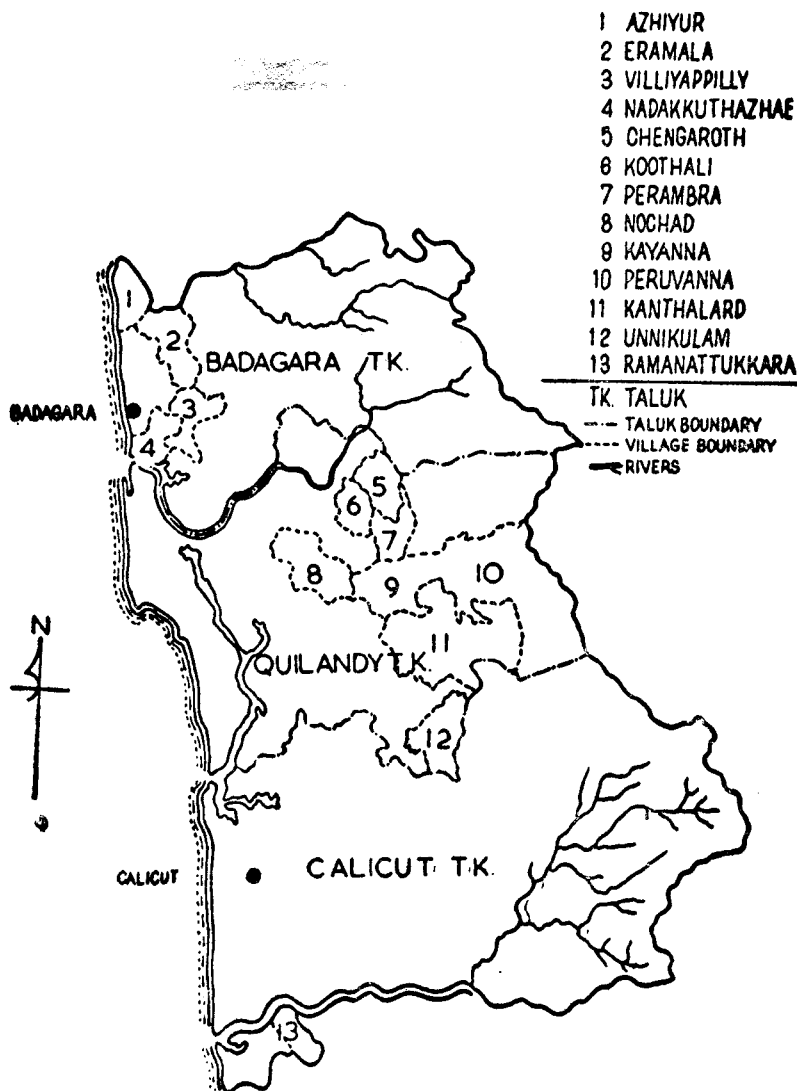 1 AZHIYUR
2 ERAMALA
3 VILLIYAPPILLY
4 NADAKKUTHAZHAE
5 CHENGAROTH
6 KOOTHALI
7 PERAMBRA
8 NOCHAD
9 KAYANNA
10 PERUVANNA
11 KANTHALARD
12 UNNIKULAM
13 RAMANATTUKKARA
TK. TALUK
TALUK BOUNDARY
VILLAGE BOUNDARY
RIVERS
1
2
BADAGARA TK.
BADAGARA
3
4
5
6
7
8
9
10
11
N
QUILANDY T.K.
12
CALICUT
CALICUT T.K.
13